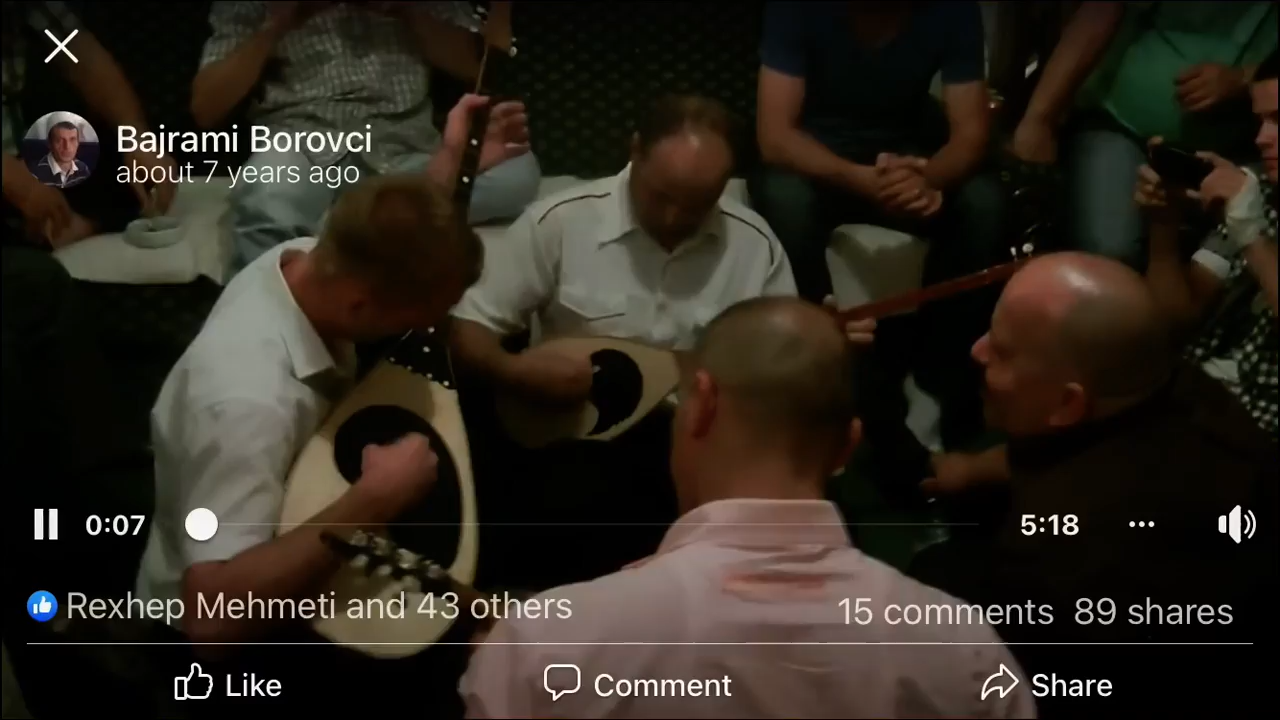 Bajrami Borovci
about 7 years ago
0:07
5:18
Rexhep Mehmeti and 43 others
15 comments 89 shares
Like
Comment
Share